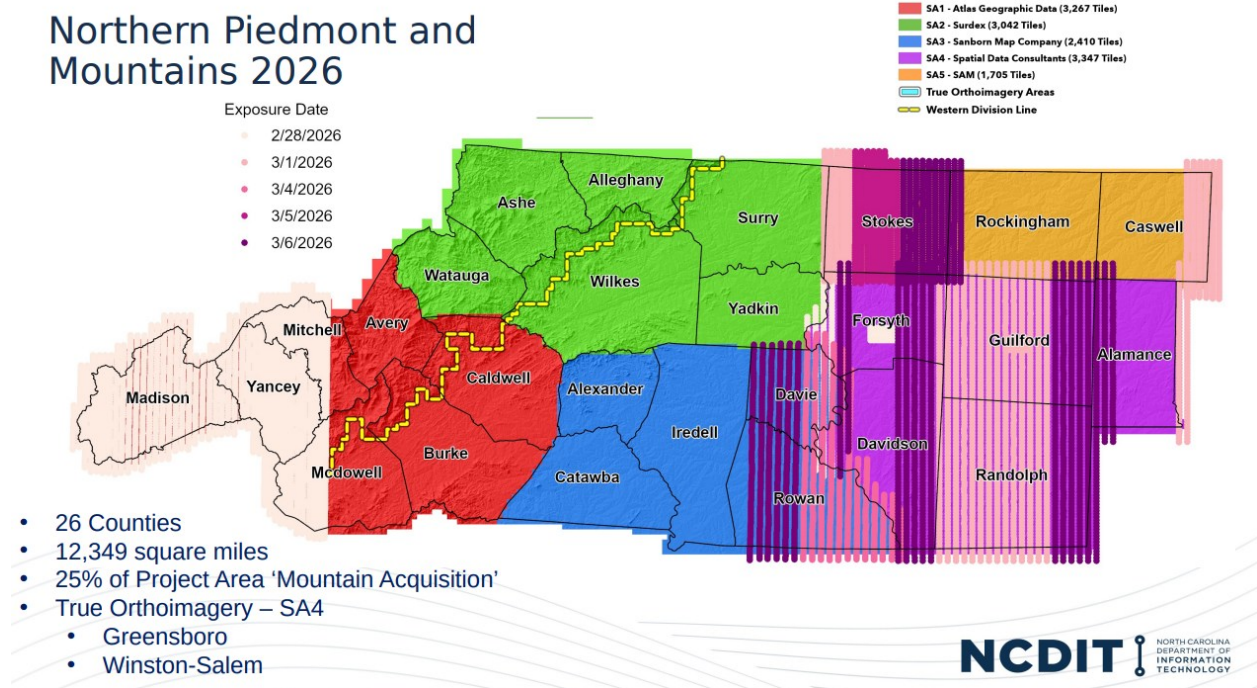 Northern Piedmont and
Mountains 2026
SA1 - Atlas Geographic Data (3,267 Tiles)
SA2 - Surdex (3,042 Tiles)
SA3 - Sanborn Map Company (2,410 Tiles)
SA4 - Spatial Data Consultants (3,347 Tiles)
SA5 - SAM (1,705 Tiles)
True Orthoimagery Areas
Western Division Line
Exposure Date
2/28/2026
3/1/2026
3/4/2026
3/5/2026
3/6/2026
Alleghany
Ashe
Surry
Stokes
Rockingham
Caswell
Watauga
Wilkes
Yadkin
Forsyth
Mitchell
Avery
Guilford
Alamance
Madison
Yancey
Caldwell
Alexander
Davie
Iredell
Davidson
Mcdowell
Burke
Catawba
Rowan
Randolph
• 26 Counties
• 12,349 square miles
• 25% of Project Area ‘Mountain Acquisition’
• True Orthoimagery – SA4
• Greensboro
• Winston-Salem
NCDIT
NORTH CAROLINA
DEPARTMENT OF
INFORMATION
TECHNOLOGY